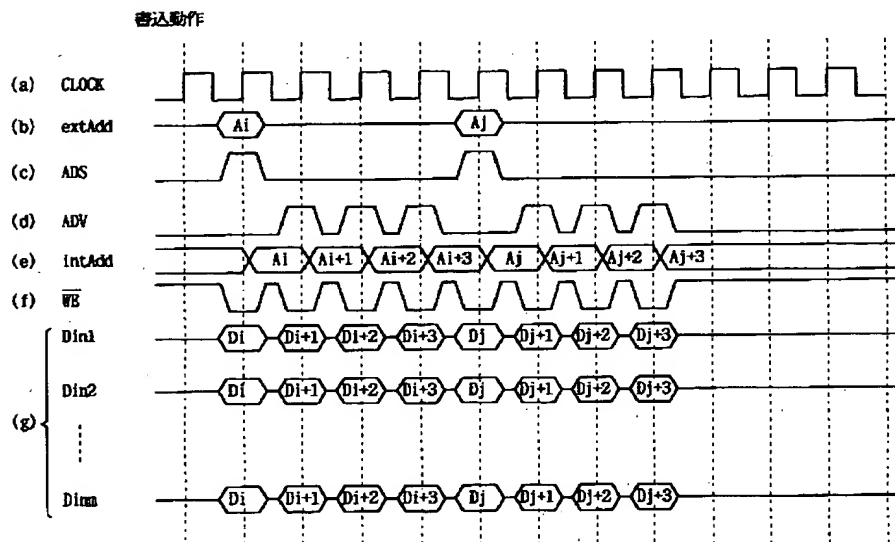 書込動作
(a) CLOCK
(b) extAdd Ai Aj
(c) ADS
(d) ADV
(e) intAdd Ai Ai+1 Ai+2 Ai+3 Aj Aj+1 Aj+2 Aj+3
(f) WE
Din1 Di Di+1 Di+2 Di+3 Dj Dj+1 Dj+2 Dj+3
Din2 Di Di+1 Di+2 Di+3 Dj Dj+1 Dj+2 Dj+3
(g)
Dinm Di Di+1 Di+2 Di+3 Dj Dj+1 Dj+2 Dj+3